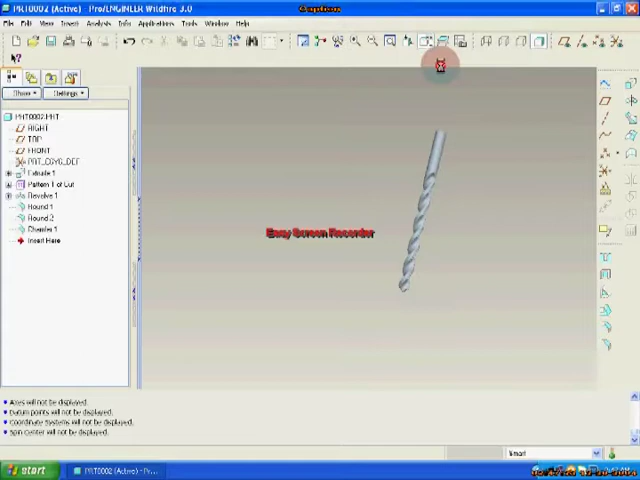 PRT0002 (Active) - Pro/ENGINEER Wildfire 3.0
File Edit View Insert Analysis Info Applications Tools Window Help
Show Settings
PRT0002.PRT
RIGHT
TOP
FRONT
PRT_CSYS_DEF
Extrude 1
Pattern 1 of Cut
Revolve 1
Round 1
Round 2
Chamfer 1
Insert Here
Easy Screen Recorder
Axes will not be displayed.
Datum points will not be displayed.
Coordinate Systems will not be displayed.
Spin Center will not be displayed.
Smart
start
PRT0002 (Active) - Pr...